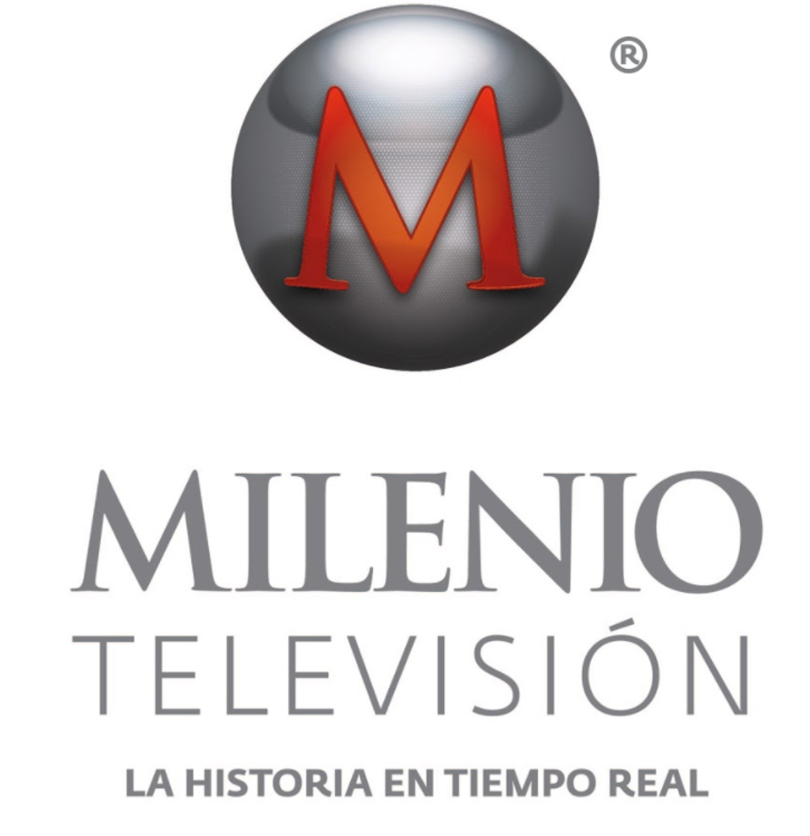 ®
M
MILENIO
TELEVISIÓN
LA HISTORIA EN TIEMPO REAL